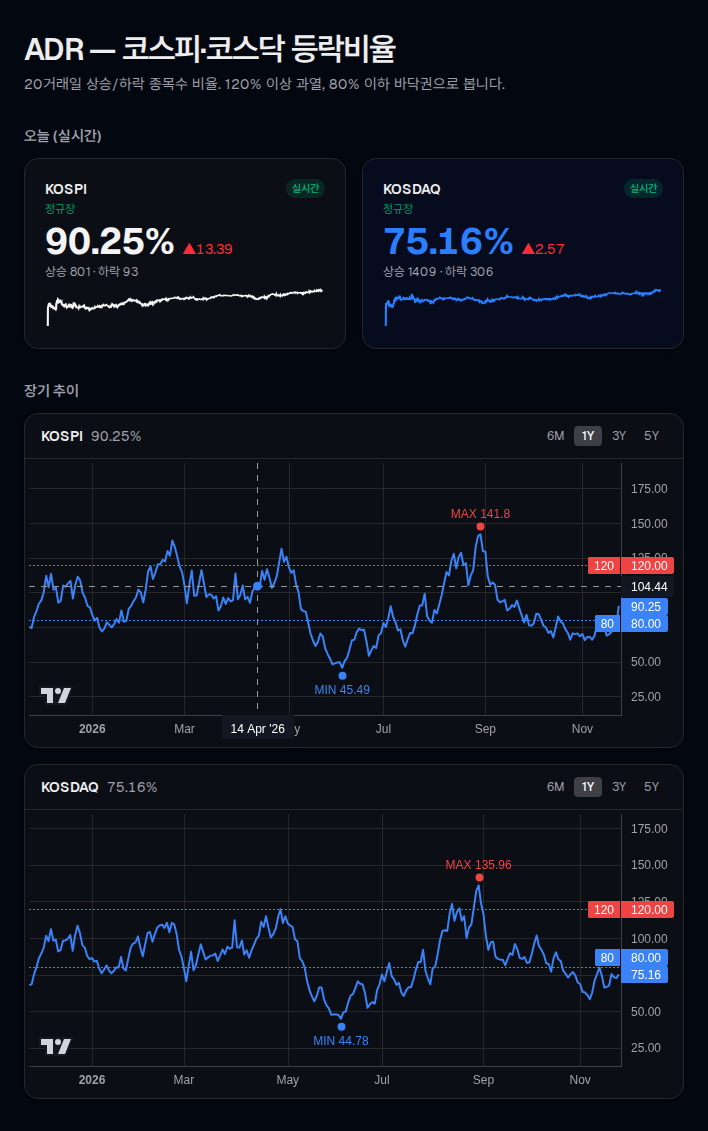 ADR — 코스피·코스닥 등락비율
20거래일 상승/하락 종목수 비율. 120% 이상 과열, 80% 이하 바닥권으로 봅니다.
오늘 (실시간)
KOSPI 실시간
정규장
90.25% ▲13.39
상승 801 · 하락 93
KOSDAQ 실시간
정규장
75.16% ▲2.57
상승 1409 · 하락 306
장기 추이
KOSPI 90.25% 6M 1Y 3Y 5Y
175.00
150.00
MAX 141.8
120 120.00
104.44
90.25
80 80.00
50.00
MIN 45.49
25.00
2026 Mar 14 Apr '26 y Jul Sep Nov
KOSDAQ 75.16% 6M 1Y 3Y 5Y
175.00
150.00
MAX 135.96
120 120.00
100.00
80 80.00
75.16
50.00
MIN 44.78
25.00
2026 Mar May Jul Sep Nov